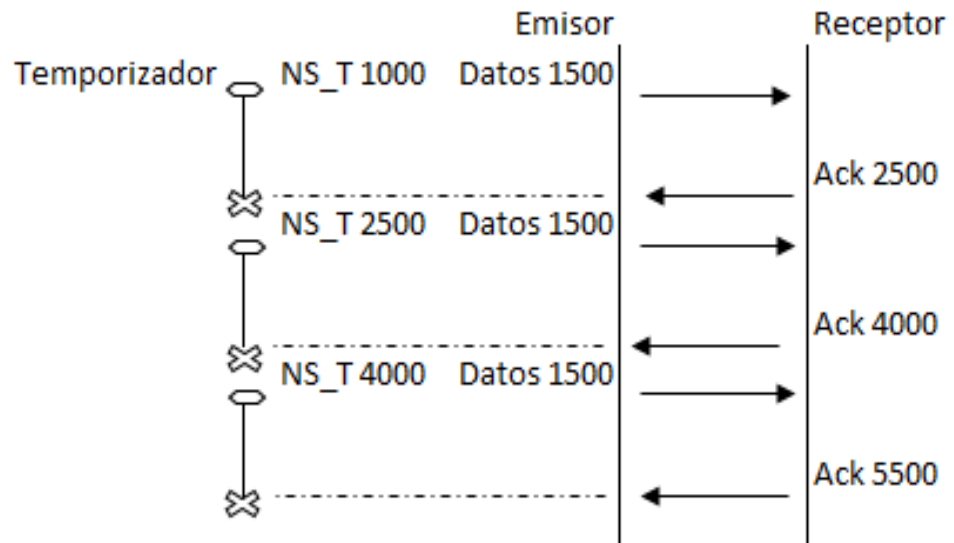 Emisor Receptor
Temporizador NS_T 1000 Datos 1500
Ack 2500
NS_T 2500 Datos 1500
Ack 4000
NS_T 4000 Datos 1500
Ack 5500